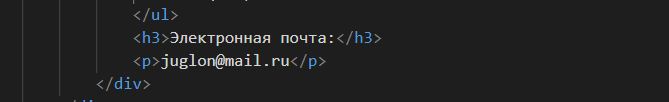 </ul>
<h3>Электронная почта:</h3>
<p>juglon@mail.ru</p>
</div>